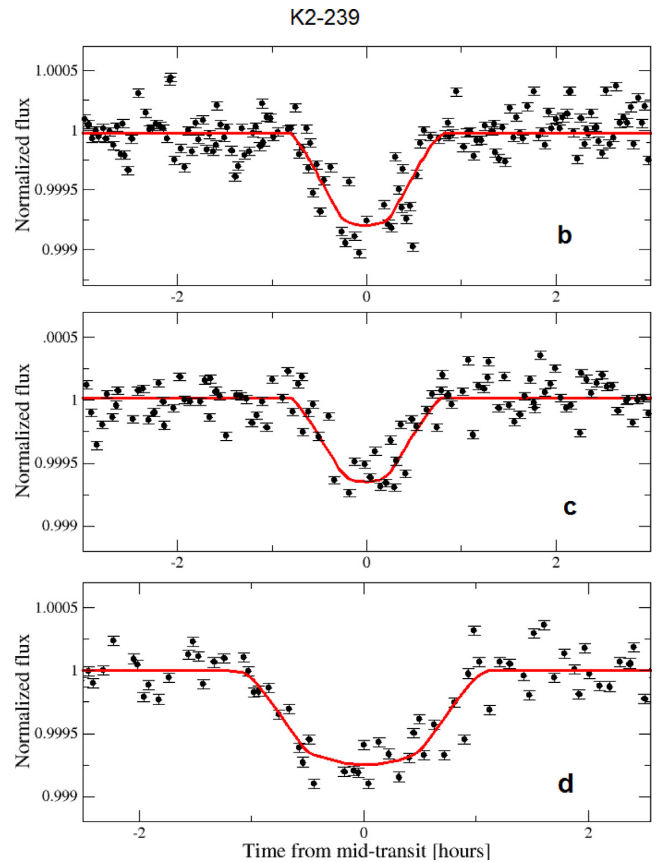 K2-239
1.0005
1
0.9995
0.999
Normalized flux
b
-2
0
2
.0005
1
0.9995
0.999
Normalized flux
c
-2
0
2
1.0005
1
0.9995
0.999
Normalized flux
d
-2
0
2
Time from mid-transit [hours]